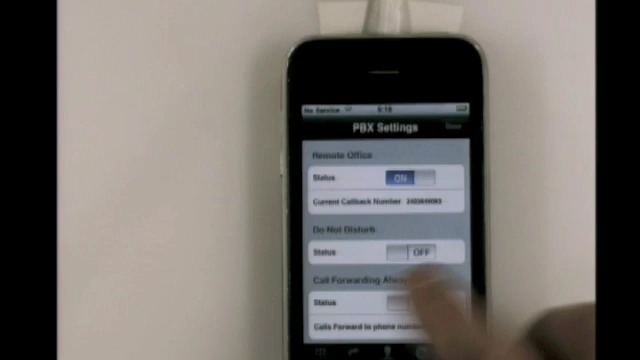 No Service
PBX Settings
Remote Office
Status ON
Current Callback Number
Do Not Disturb
Status OFF
Call Forwarding Always
Status
Calls Forward to phone number